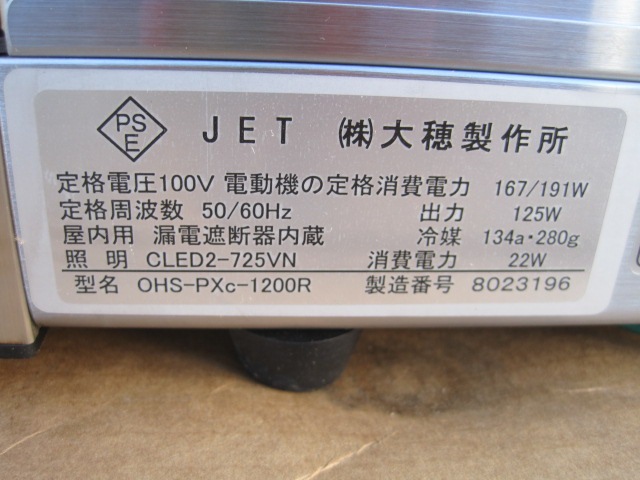 PS
E JET ㈱大穂製作所
定格電圧100V 電動機の定格消費電力 167/191W
定格周波数 50/60Hz 出力 125W
屋内用 漏電遮断器内蔵 冷媒 134a・280g
照明 CLED2-725VN 消費電力 22W
型名 OHS-PXc-1200R 製造番号 8023196